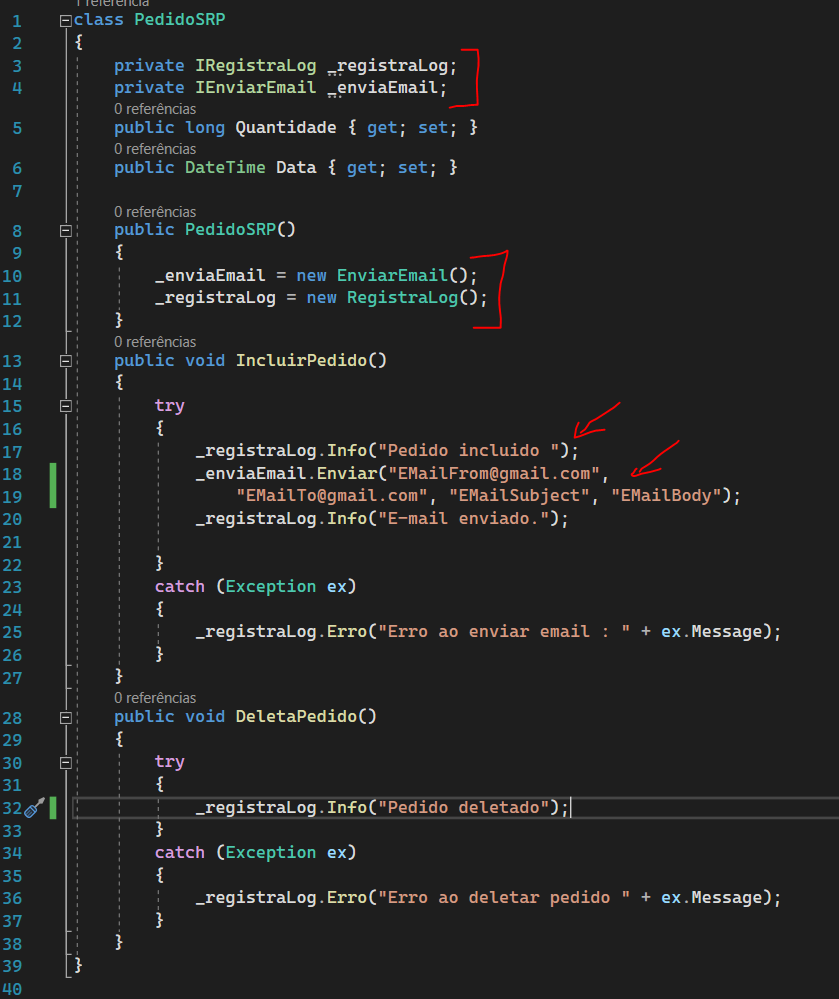 1 referência
1 class PedidoSRP
2 {
3 private IRegistraLog _registraLog;
4 private IEnviarEmail _enviaEmail;
0 referências
5 public long Quantidade { get; set; }
0 referências
6 public DateTime Data { get; set; }
7
0 referências
8 public PedidoSRP()
9 {
10 _enviaEmail = new EnviarEmail();
11 _registraLog = new RegistraLog();
12 }
0 referências
13 public void IncluirPedido()
14 {
15 try
16 {
17 _registraLog.Info("Pedido incluido ");
18 _enviaEmail.Enviar("EMailFrom@gmail.com",
19 "EMailTo@gmail.com", "EMailSubject", "EMailBody");
20 _registraLog.Info("E-mail enviado.");
21
22 }
23 catch (Exception ex)
24 {
25 _registraLog.Erro("Erro ao enviar email : " + ex.Message);
26 }
27 }
0 referências
28 public void DeletaPedido()
29 {
30 try
31 {
32 _registraLog.Info("Pedido deletado");
33 }
34 catch (Exception ex)
35 {
36 _registraLog.Erro("Erro ao deletar pedido " + ex.Message);
37 }
38 }
39 }
40